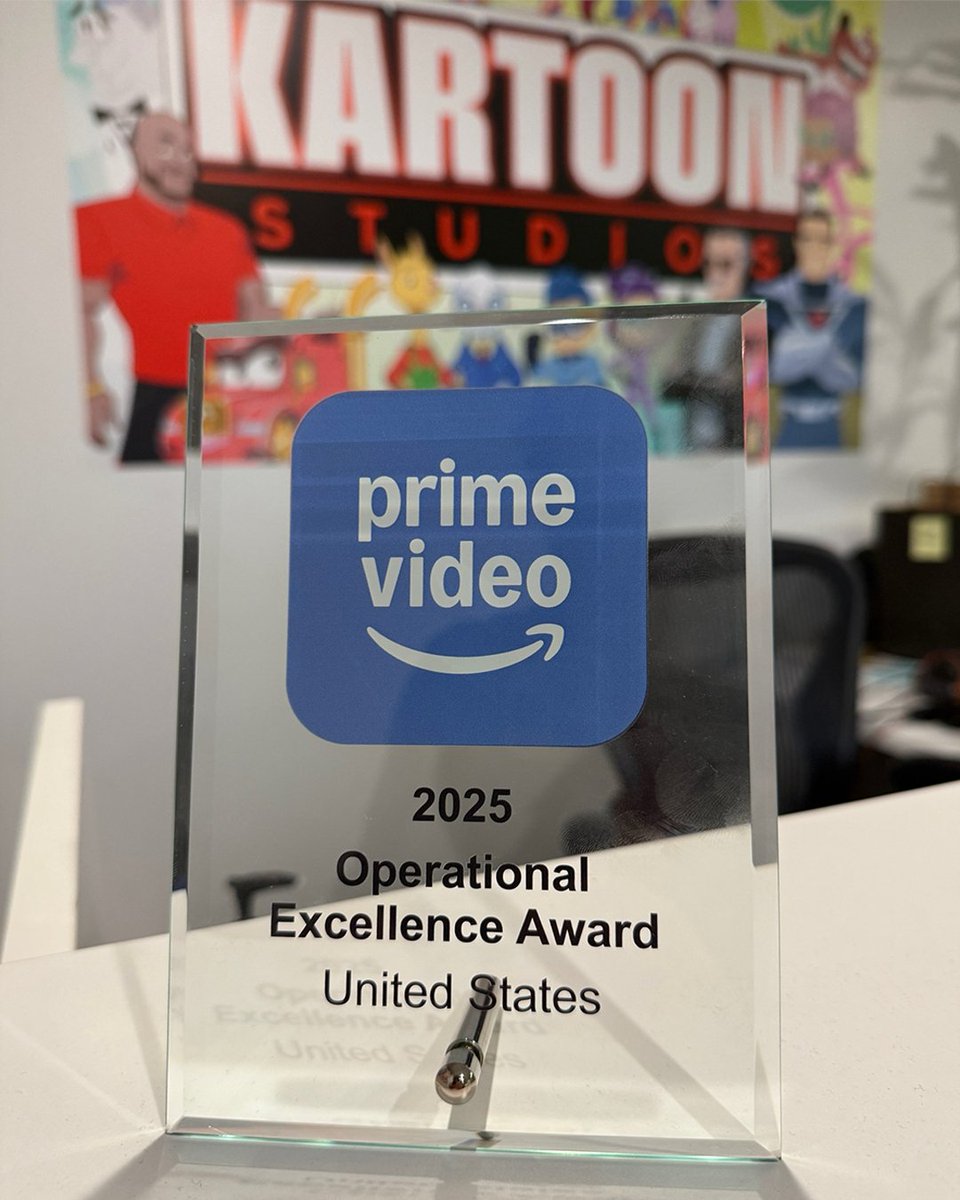 KARTOON
STUDIOS
prime
video
2025
Operational
Excellence Award
United States